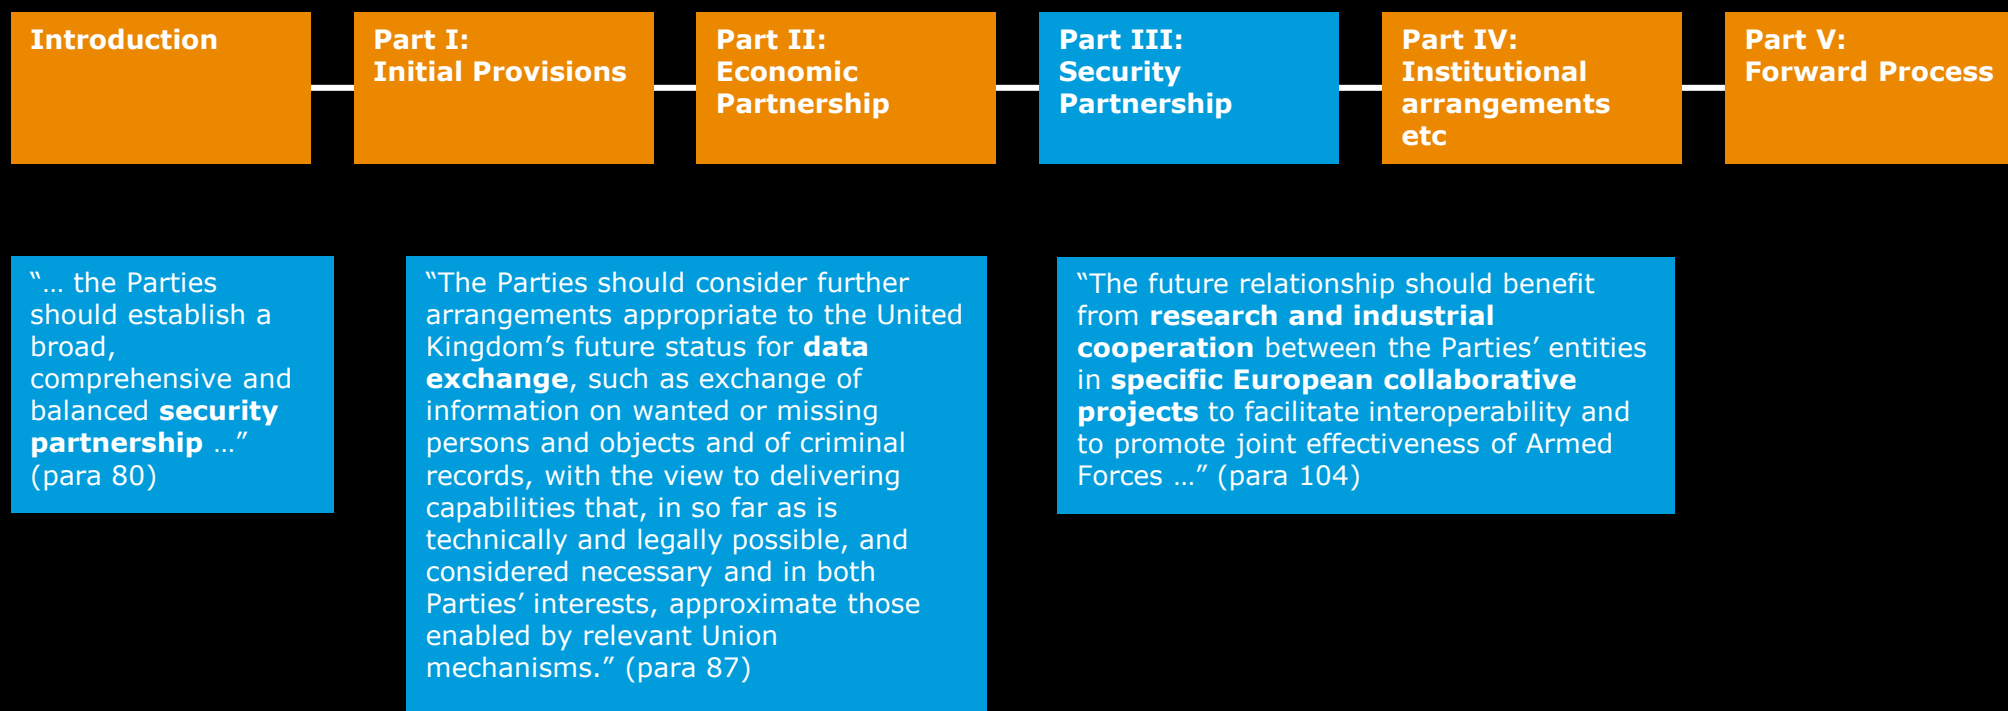 Introduction
Part I:
Initial Provisions
Part II:
Economic
Partnership
Part III:
Security
Partnership
Part IV:
Institutional
arrangements
etc
Part V:
Forward Process
“… the Parties
should establish a
broad,
comprehensive and
balanced security
partnership …”
(para 80)
“The Parties should consider further
arrangements appropriate to the United
Kingdom’s future status for data
exchange, such as exchange of
information on wanted or missing
persons and objects and of criminal
records, with the view to delivering
capabilities that, in so far as is
technically and legally possible, and
considered necessary and in both
Parties’ interests, approximate those
enabled by relevant Union
mechanisms.” (para 87)
“The future relationship should benefit
from research and industrial
cooperation between the Parties’ entities
in specific European collaborative
projects to facilitate interoperability and
to promote joint effectiveness of Armed
Forces …” (para 104)